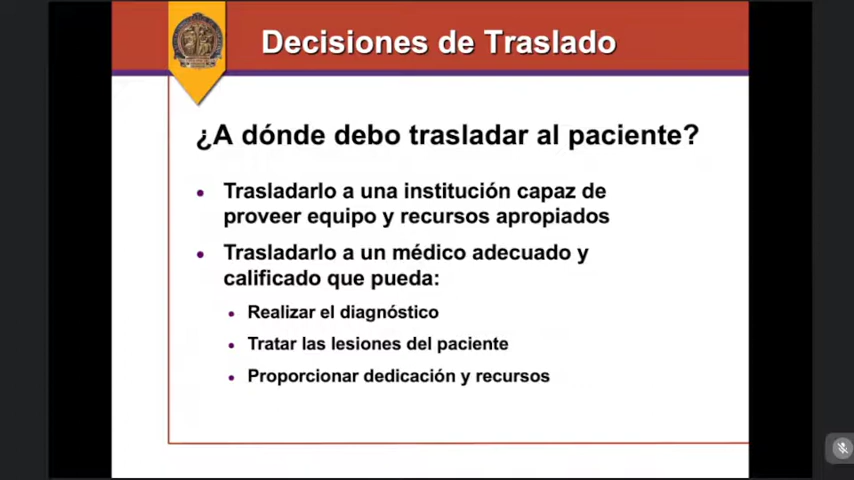 Decisiones de Traslado
¿A dónde debo trasladar al paciente?
• Trasladarlo a una institución capaz de
proveer equipo y recursos apropiados
• Trasladarlo a un médico adecuado y
calificado que pueda:
• Realizar el diagnóstico
• Tratar las lesiones del paciente
• Proporcionar dedicación y recursos